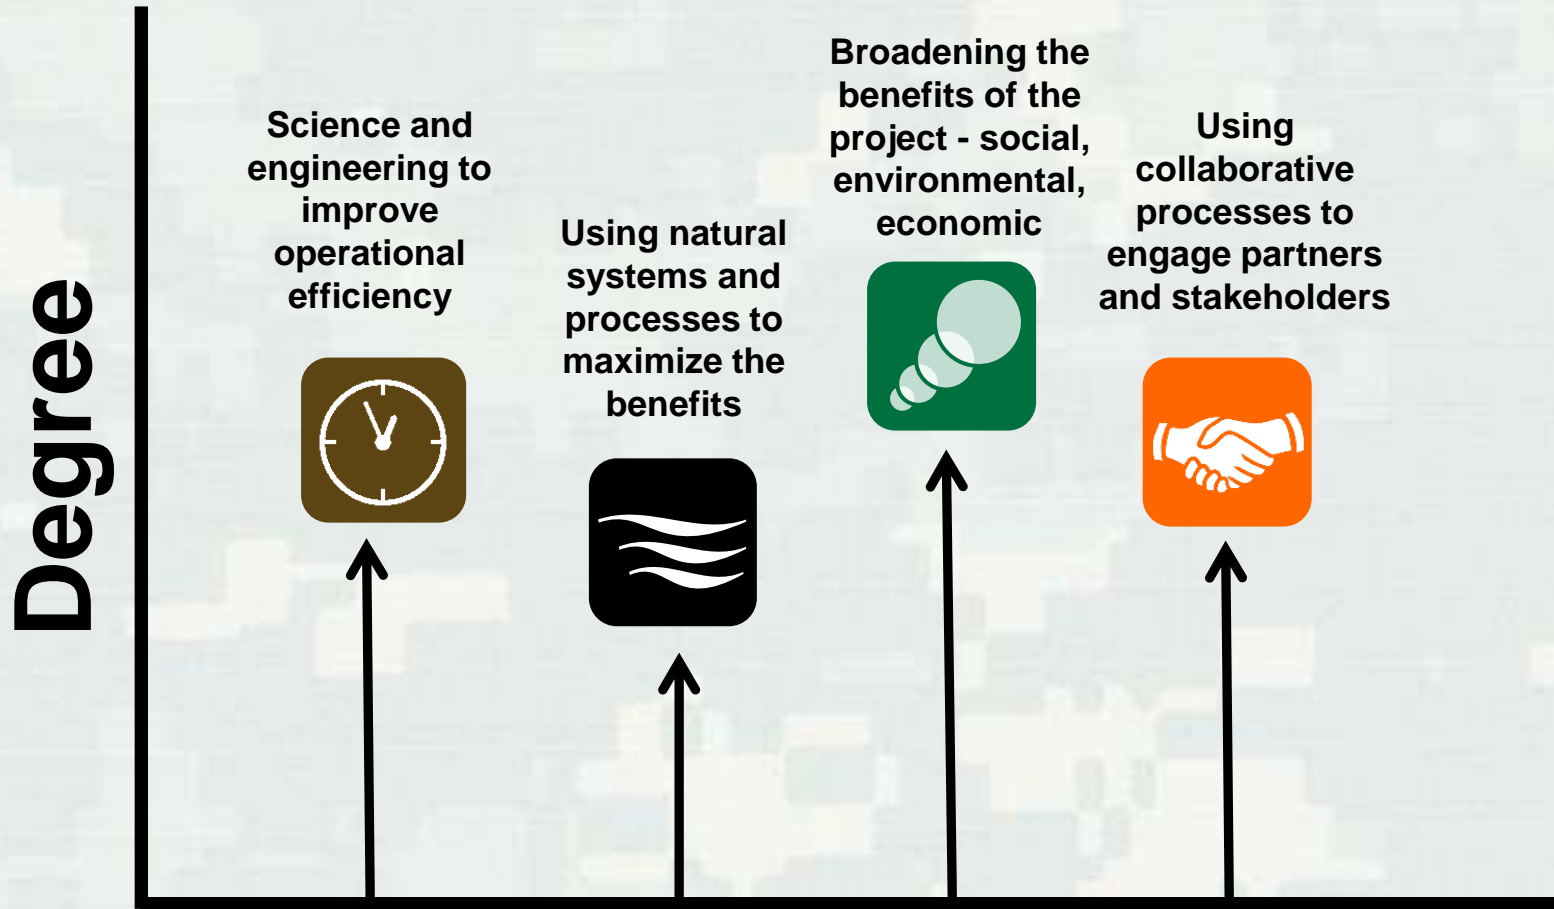 Degree
Science and
engineering to
improve
operational
efficiency
Using natural
systems and
processes to
maximize the
benefits
Broadening the
benefits of the
project - social,
environmental,
economic
Using
collaborative
processes to
engage partners
and stakeholders